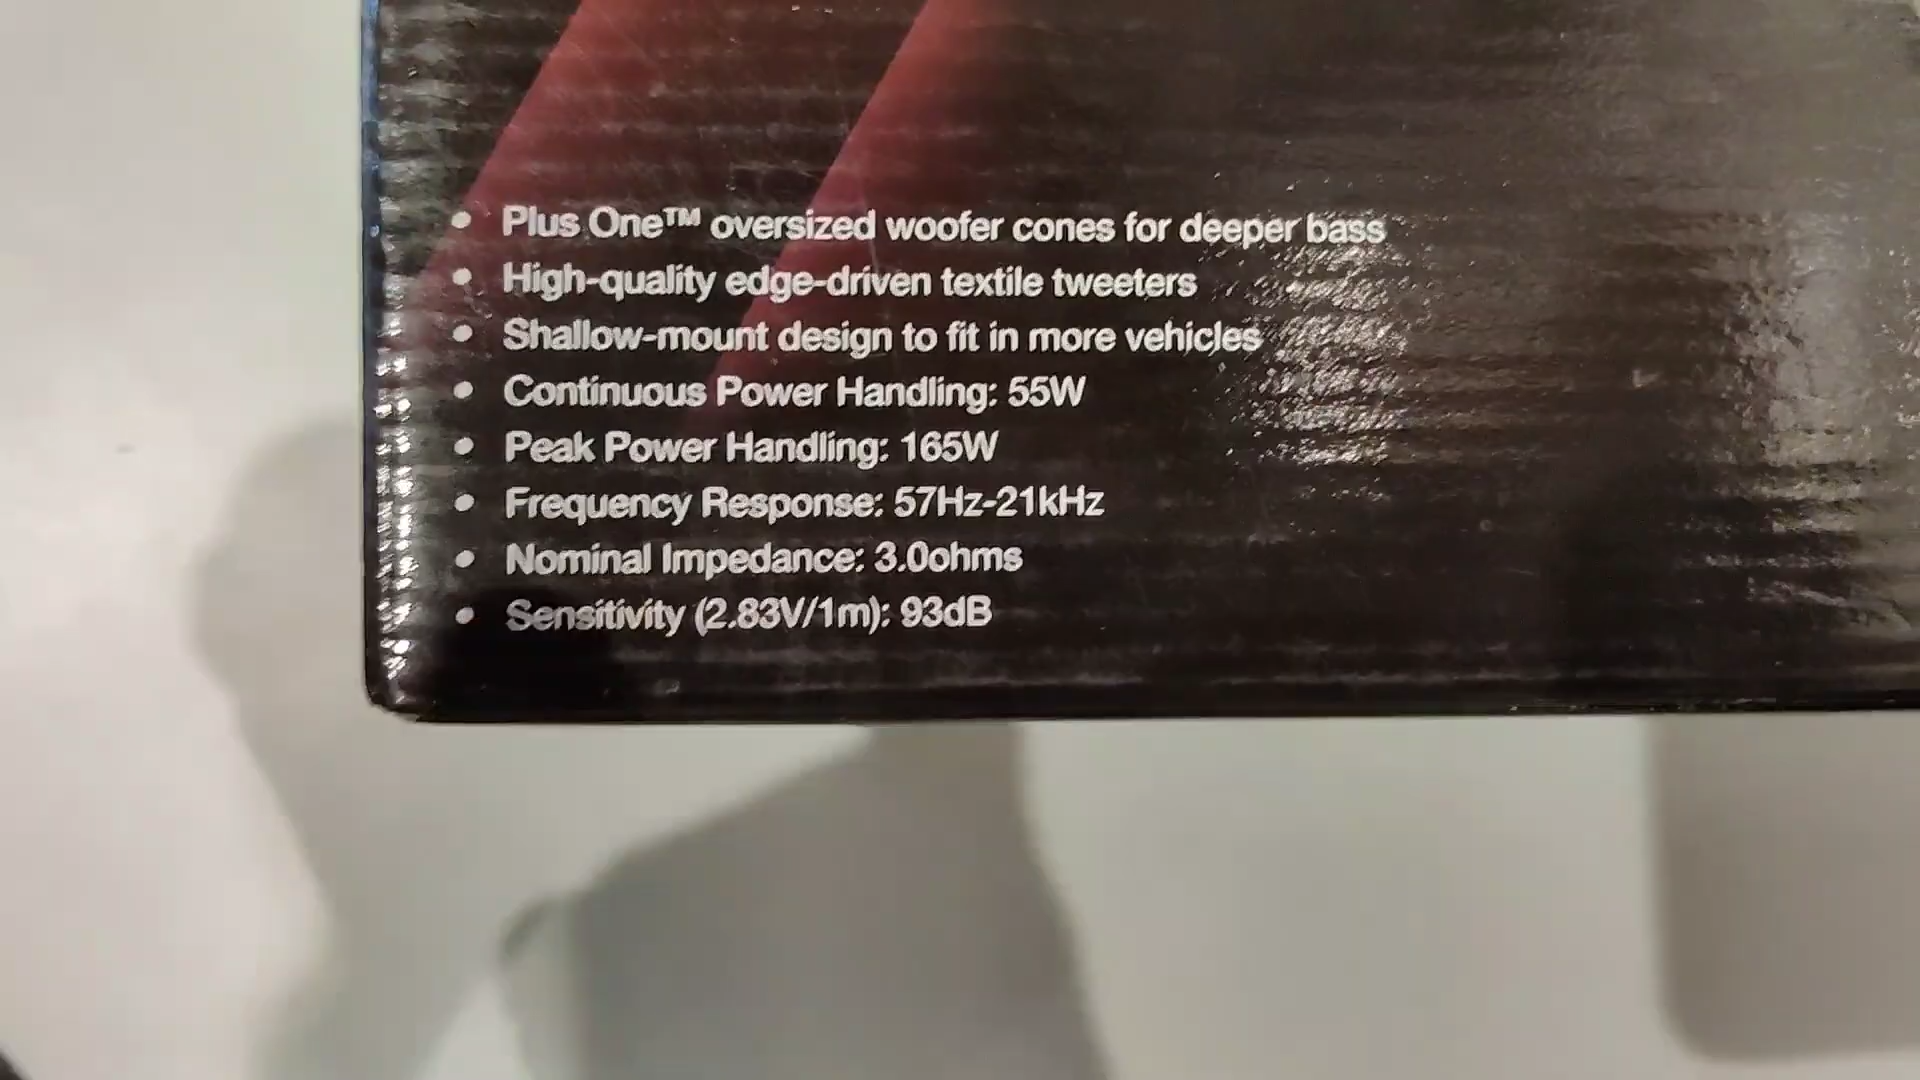 • Plus One™ oversized woofer cones for deeper bass
• High-quality edge-driven textile tweeters
• Shallow-mount design to fit in more vehicles
• Continuous Power Handling: 55W
• Peak Power Handling: 165W
• Frequency Response: 57Hz-21kHz
• Nominal Impedance: 3.0ohms
• Sensitivity (2.83V/1m): 93dB